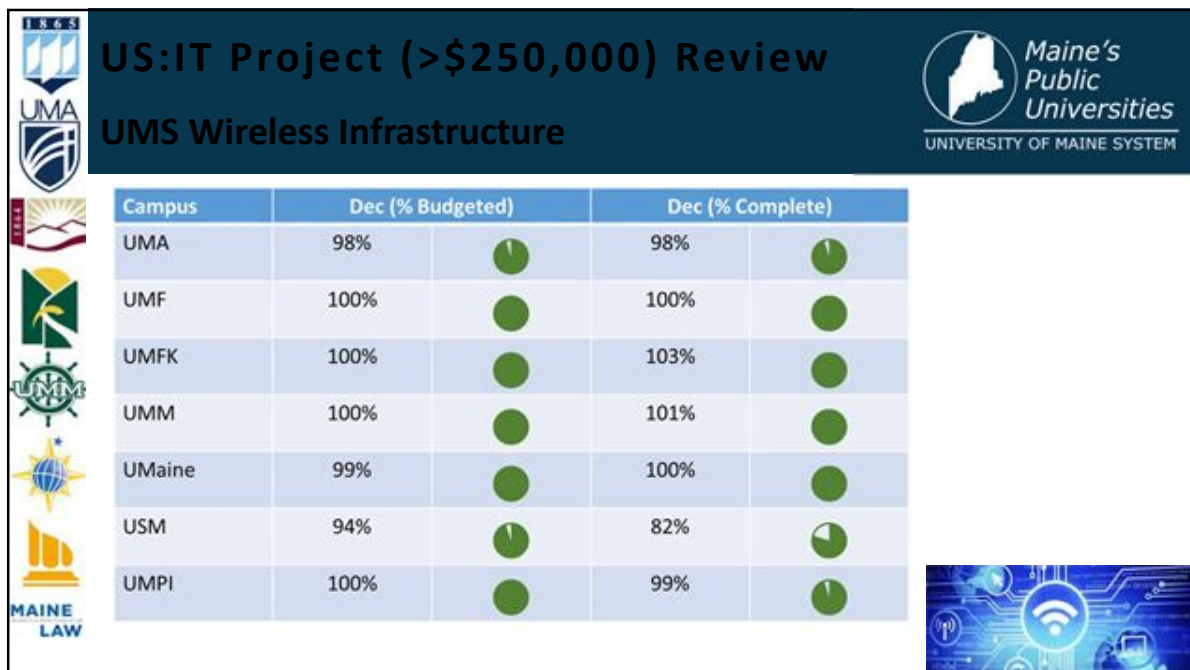 1865
US:IT Project (>$250,000) Review
UMS Wireless Infrastructure
Maine's
Public
Universities
UNIVERSITY OF MAINE SYSTEM
UMA
1864
UMM
MAINE
LAW
Campus Dec (% Budgeted) Dec (% Complete)
UMA 98% 98%
UMF 100% 100%
UMFK 100% 103%
UMM 100% 101%
UMaine 99% 100%
USM 94% 82%
UMPI 100% 99%